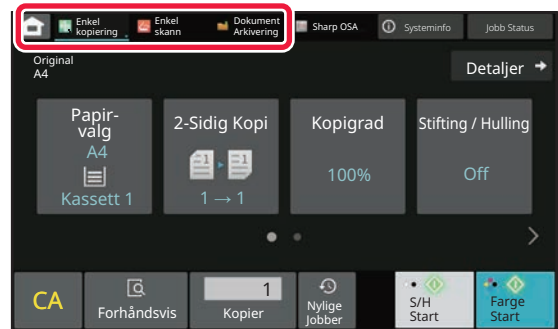 Enkel
kopiering
Enkel
skann
Dokument
Arkivering
Sharp OSA
Systeminfo
Jobb Status
Original
A4
Detaljer
Papir-
valg
A4
Kassett 1
2-Sidig Kopi
1 → 1
Kopigrad
100%
Stifting / Hulling
Off
CA
Forhåndsvis
1
Kopier
Nylige
Jobber
S/H
Start
Farge
Start